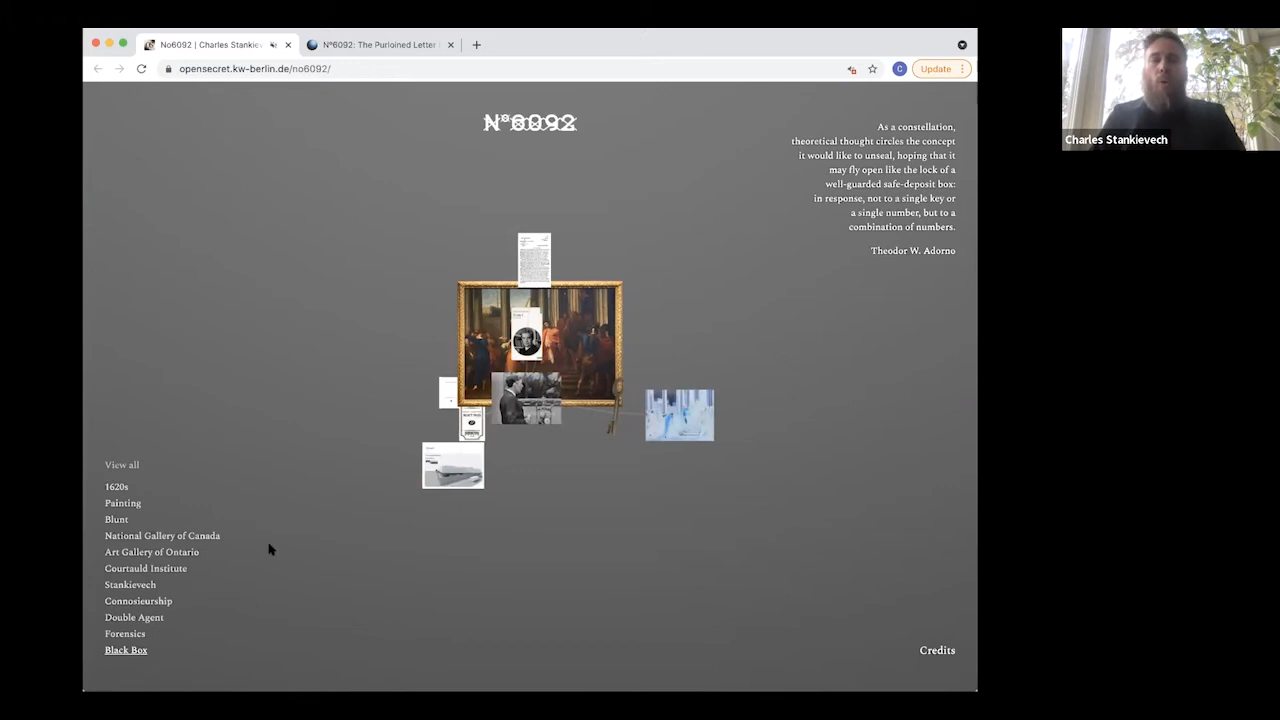 No6092 | Charles Stankiev
Nº6092: The Purloined Letter
opensecret.kw-berlin.de/no6092/
C
Update
Nº6092
As a constellation,
theoretical thought circles the concept
it would like to unseal, hoping that it
may fly open like the lock of a
well-guarded safe-deposit box:
in response, not to a single key or
a single number, but to a
combination of numbers.
Theodor W. Adorno
Charles Stankievech
View all
1620s
Painting
Blunt
National Gallery of Canada
Art Gallery of Ontario
Courtauld Institute
Stankievech
Connosieurship
Double Agent
Forensics
Black Box
Credits